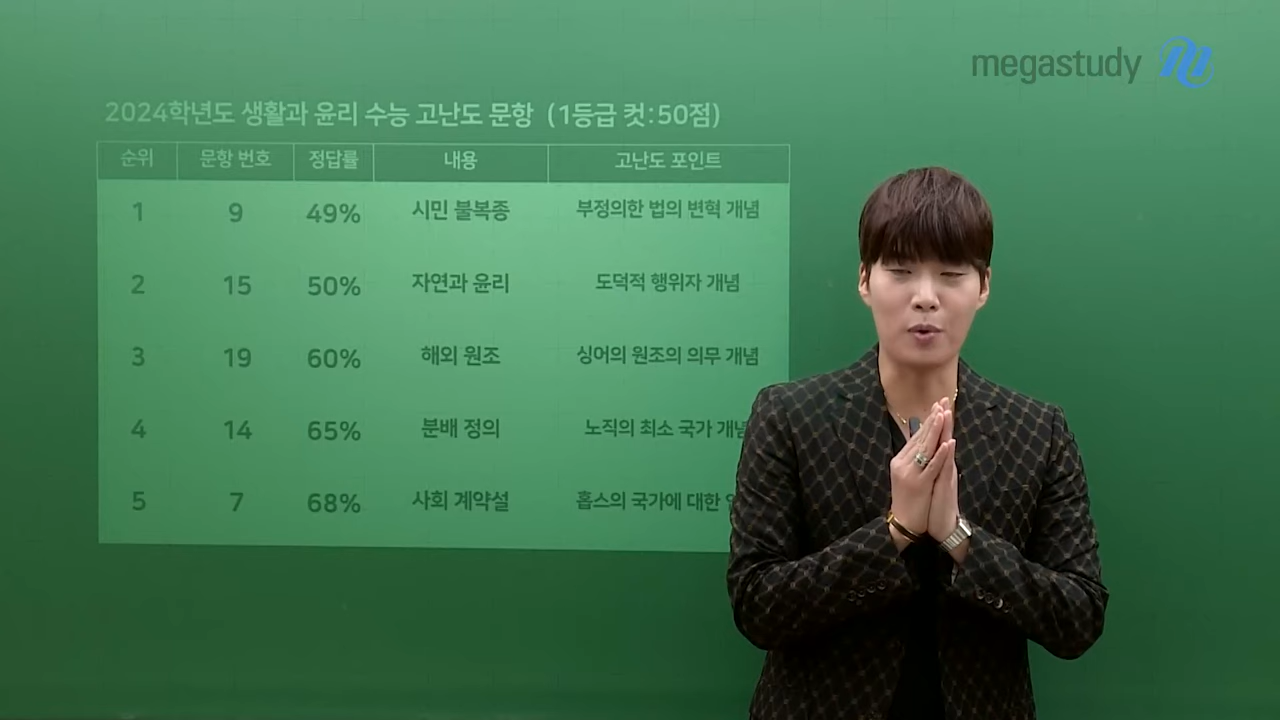 megastudy
2024학년도 생활과 윤리 수능 고난도 문항 (1등급 컷:50점)
순위 문항 번호 정답률 내용 고난도 포인트
1 9 49% 시민 불복종 부정의한 법의 변혁 개념
2 15 50% 자연과 윤리 도덕적 행위자 개념
3 19 60% 해외 원조 싱어의 원조의 의무 개념
4 14 65% 분배 정의 노직의 최소 국가 개념
5 7 68% 사회 계약설 홉스의 국가에 대한